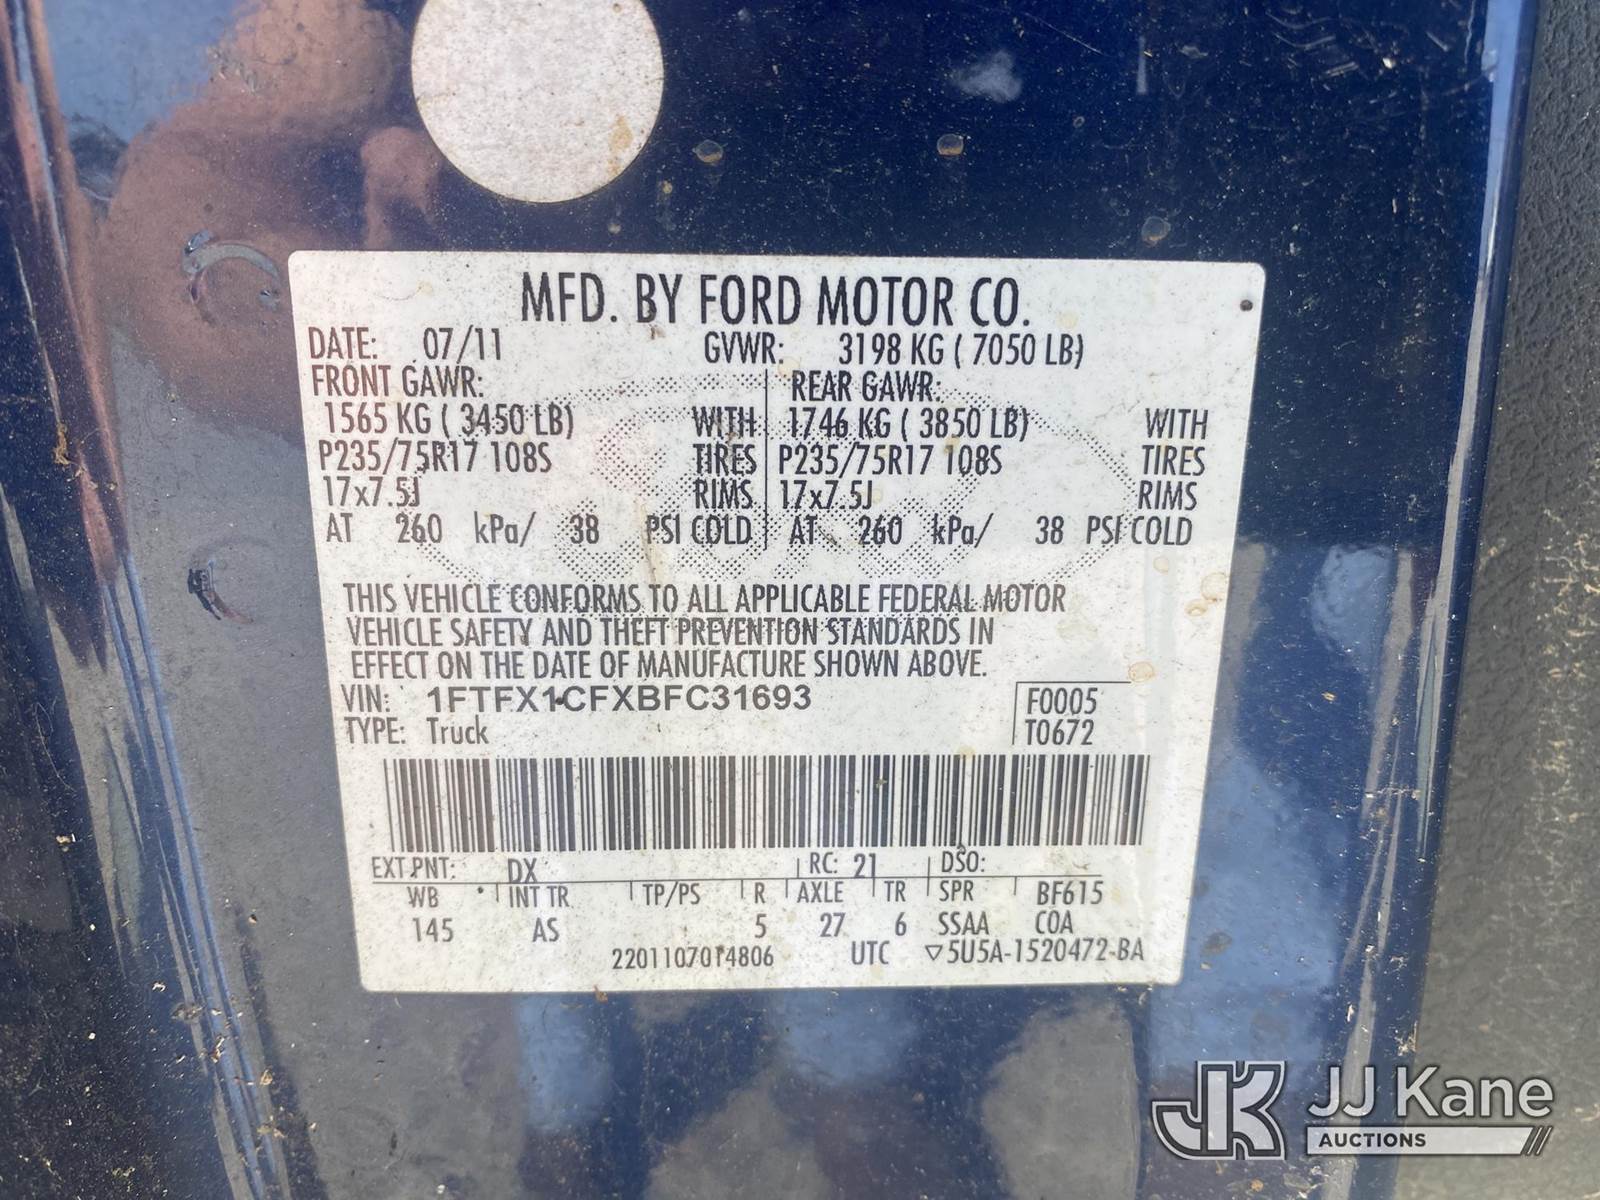 MFD. BY FORD MOTOR CO.
DATE: 07/11 GVWR: 3198 KG ( 7050 LB)
FRONT GAWR: REAR GAWR:
1565 KG ( 3450 LB) WITH 1746 KG ( 3850 LB) WITH
P235/75R17 108S TIRES P235/75R17 108S TIRES
17x7.5J RIMS 17x7.5J RIMS
AT 260 kPa/ 38 PSI COLD AT 260 kPa/ 38 PSI COLD
THIS VEHICLE CONFORMS TO ALL APPLICABLE FEDERAL MOTOR
VEHICLE SAFETY AND THEFT PREVENTION STANDARDS IN
EFFECT ON THE DATE OF MANUFACTURE SHOWN ABOVE.
VIN: 1FTFX1CFXBFC31693 F0005
TYPE: Truck T0672
EXT PNT: DX RC: 21 DSO:
WB INT TR TP/PS R AXLE TR SPR BF615
145 AS 5 27 6 SSAA COA
2201107014806 UTC ▽5U5A-1520472-BA
JK JJ Kane
AUCTIONS